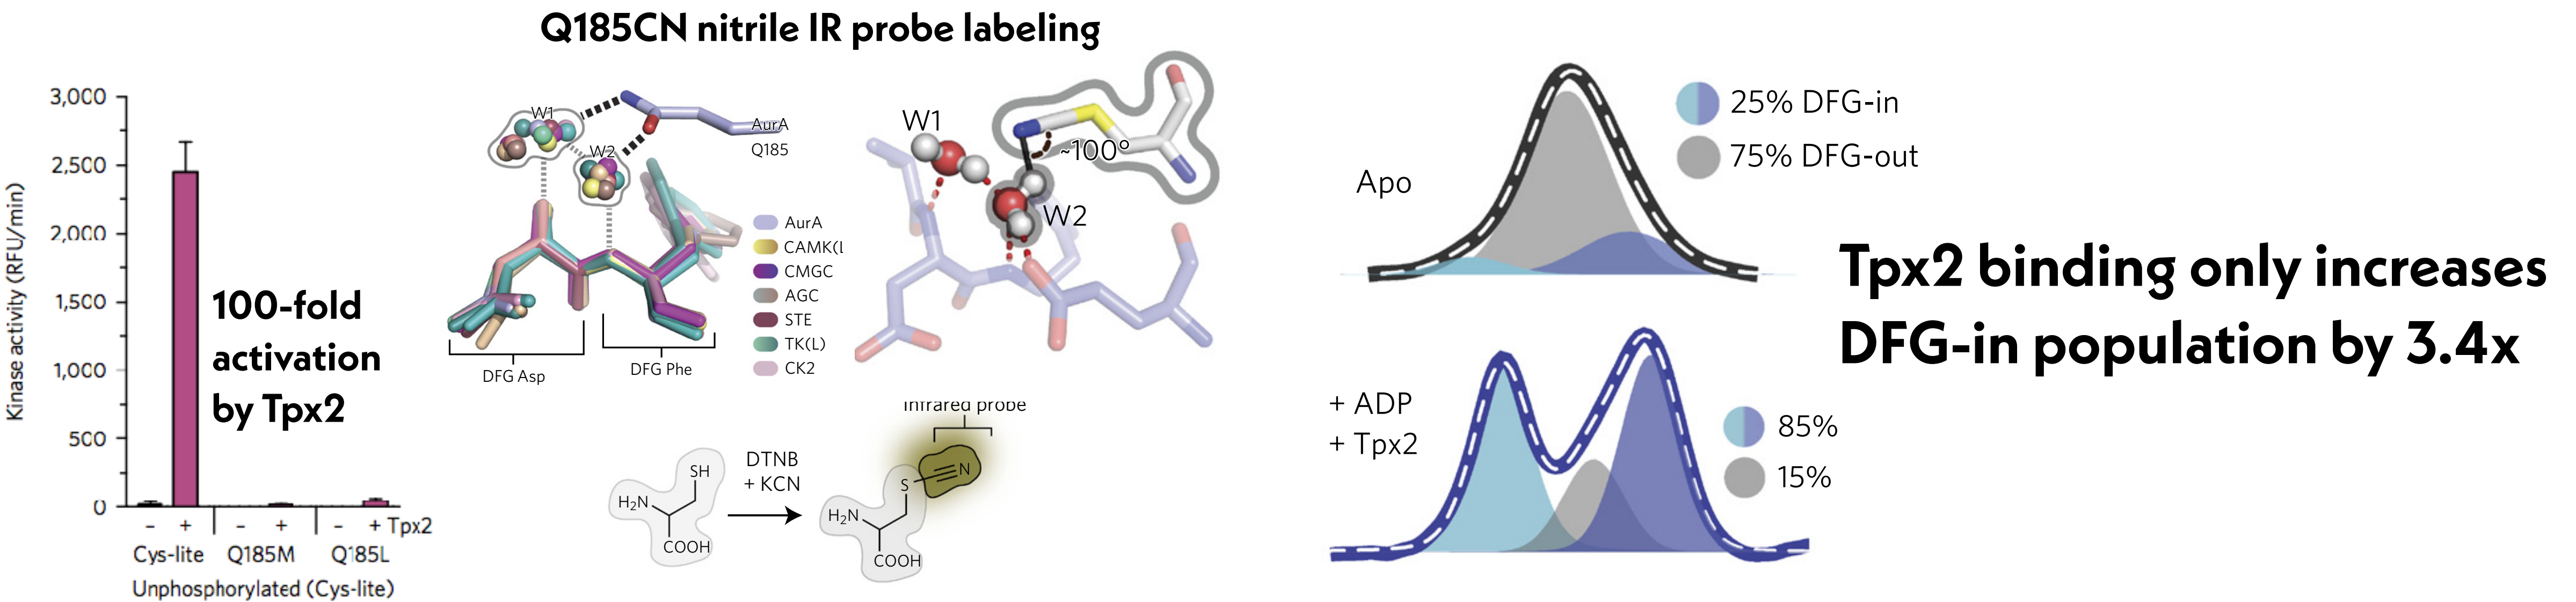 Q185CN nitrile IR probe labeling
Kinase activity (RFU/min)
3,000
2,500
2,000
1,500
1,000
500
0
100-fold
activation
by Tpx2
- + - + - + Tpx2
Cys-lite Q185M Q185L
Unphosphorylated (Cys-lite)
W1
W2
AurA
Q185
AurA
CAMK(L
CMGC
AGC
STE
TK(L)
CK2
DFG Asp
DFG Phe
W1
W2
~100°
SH
H₂N
COOH
DTNB
+ KCN
Infrared probe
N
S
H₂N
COOH
Apo
25% DFG-in
75% DFG-out
+ ADP
+ Tpx2
85%
15%
Tpx2 binding only increases
DFG-in population by 3.4x